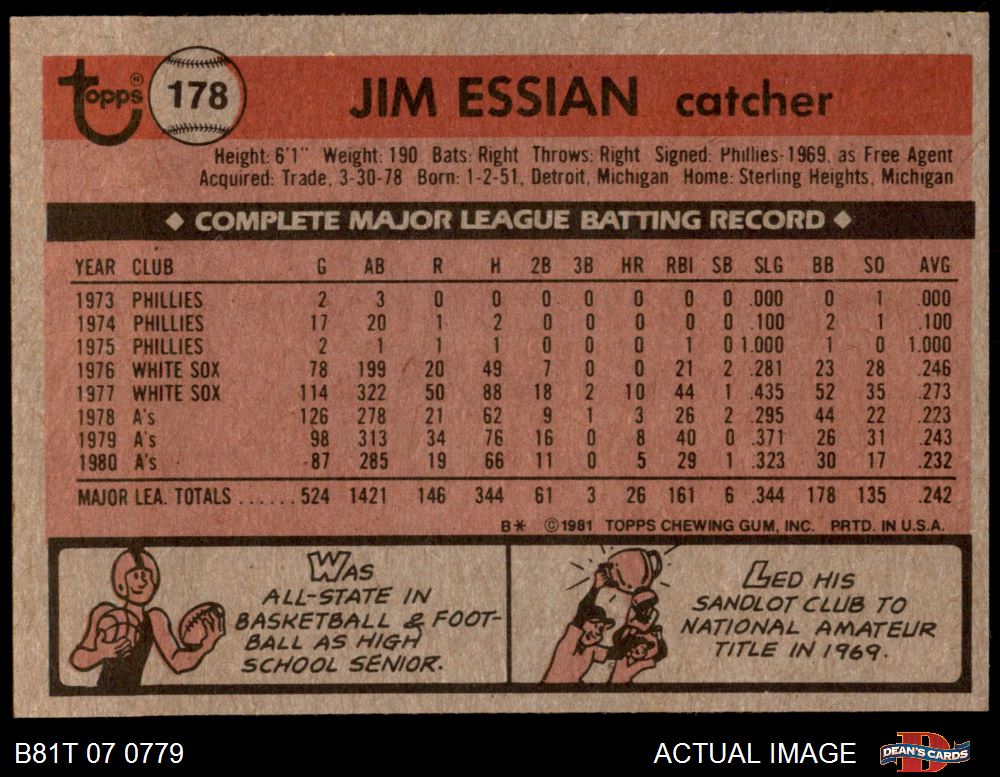 topps®
178
JIM ESSIAN catcher
Height: 6'1" Weight: 190 Bats: Right Throws: Right Signed: Phillies-1969, as Free Agent
Acquired: Trade, 3-30-78 Born: 1-2-51, Detroit, Michigan Home: Sterling Heights, Michigan
◆ COMPLETE MAJOR LEAGUE BATTING RECORD ◆
YEAR CLUB G AB R H 2B 3B HR RBI SB SLG BB SO AVG
1973 PHILLIES 2 3 0 0 0 0 0 0 0 .000 0 1 .000
1974 PHILLIES 17 20 1 2 0 0 0 0 0 .100 2 1 .100
1975 PHILLIES 2 1 1 1 0 0 0 1 0 1.000 1 0 1.000
1976 WHITE SOX 78 199 20 49 7 0 0 21 2 .281 23 28 .246
1977 WHITE SOX 114 322 50 88 18 2 10 44 1 .435 52 35 .273
1978 A's 126 278 21 62 9 1 3 26 2 .295 44 22 .223
1979 A's 98 313 34 76 16 0 8 40 0 .371 26 31 .243
1980 A's 87 285 19 66 11 0 5 29 1 .323 30 17 .232
MAJOR LEA. TOTALS ...... 524 1421 146 344 61 3 26 161 6 .344 178 135 .242
B* ©1981 TOPPS CHEWING GUM, INC. PRTD. IN U.S.A.
WAS
ALL-STATE IN
BASKETBALL & FOOT-
BALL AS HIGH
SCHOOL SENIOR.
LED HIS
SANDLOT CLUB TO
NATIONAL AMATEUR
TITLE IN 1969.
B81T 07 0779
ACTUAL IMAGE
DEAN'S CARDS